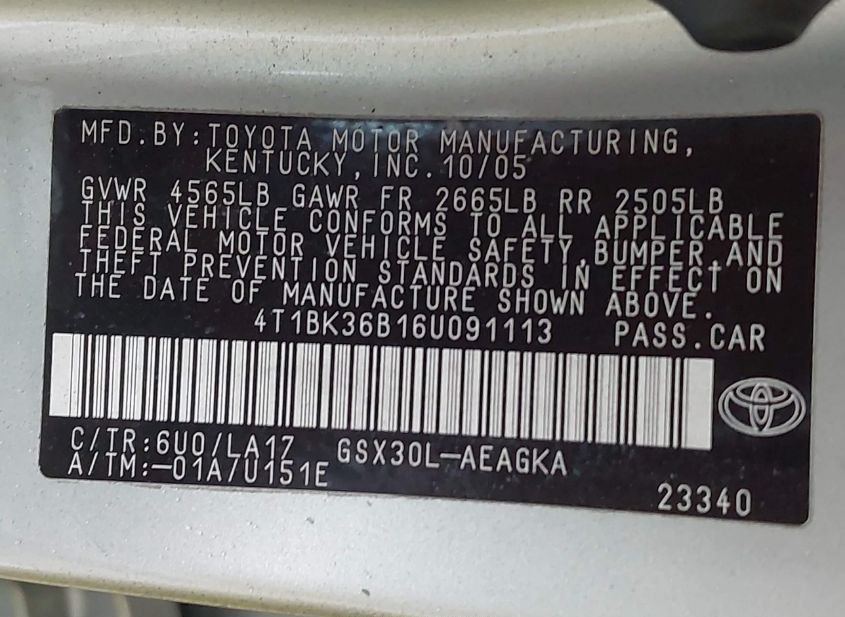 MFD.BY:TOYOTA MOTOR MANUFACTURING,
KENTUCKY,INC.10/05
GVWR 4565LB GAWR FR 2665LB RR 2505LB
THIS VEHICLE CONFORMS TO ALL APPLICABLE
FEDERAL MOTOR VEHICLE SAFETY,BUMPER,AND
THEFT PREVENTION STANDARDS IN EFFECT ON
THE DATE OF MANUFACTURE SHOWN ABOVE.
4T1BK36B16U091113 PASS.CAR
C/TR:6U0/LA17 GSX30L-AEAGKA
A/TM:-01A/U151E
23340